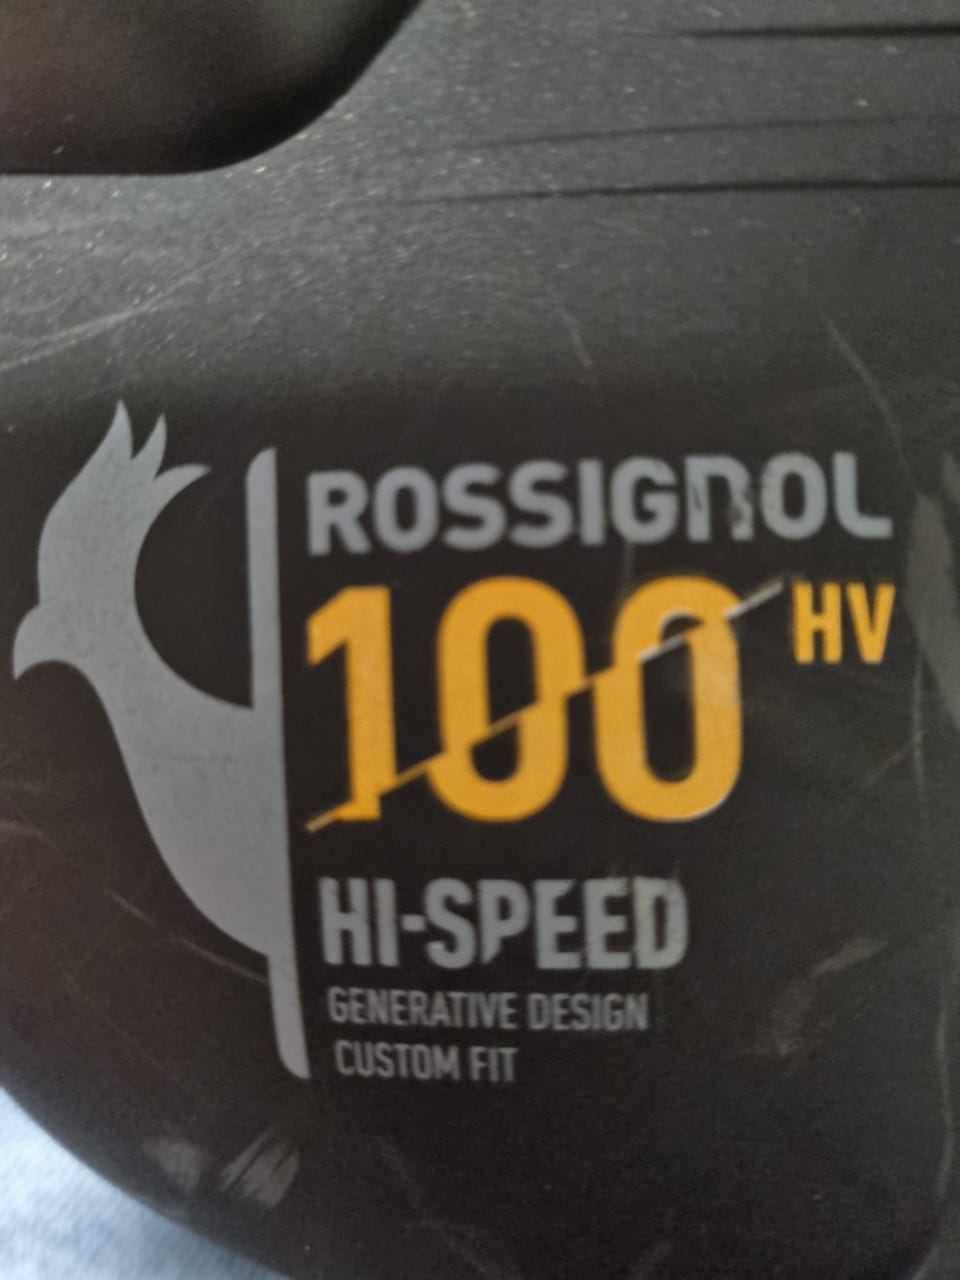 ROSSIGNOL
100 HV
HI-SPEED
GENERATIVE DESIGN
CUSTOM FIT